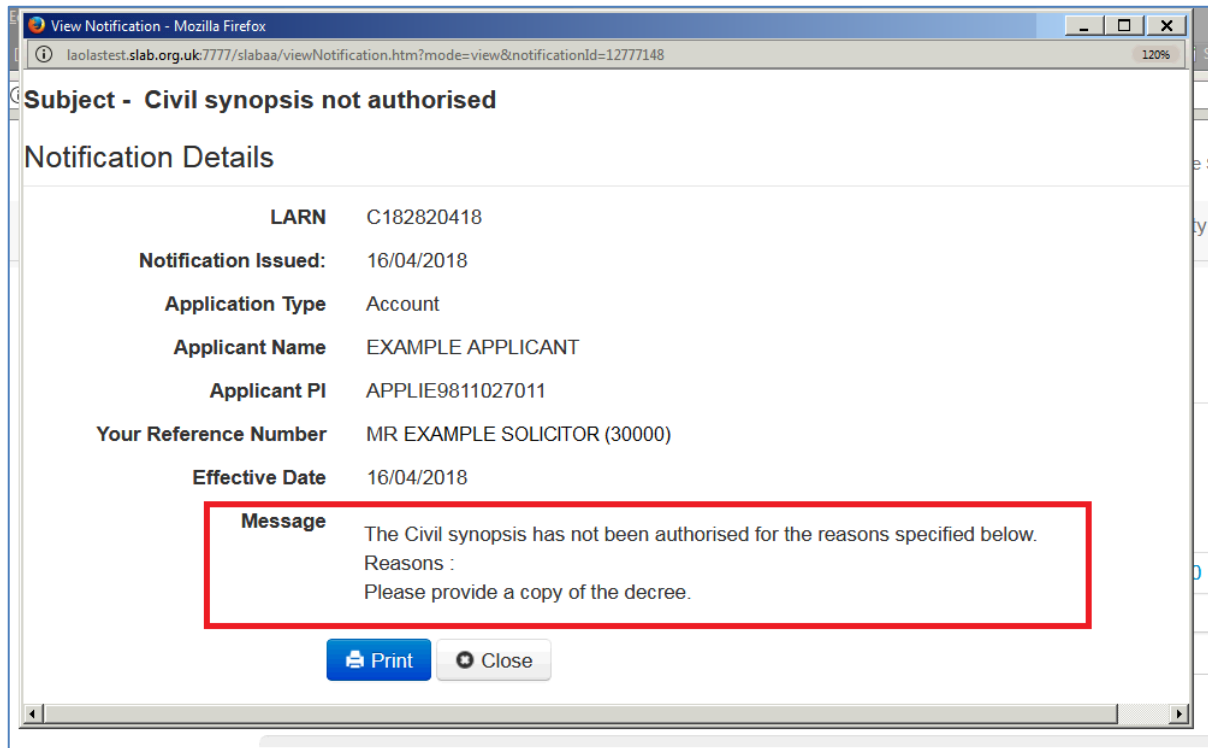 View Notification - Mozilla Firefox
laolastest.slab.org.uk:7777/slabaa/viewNotification.htm?mode=view&notificationId=12777148 120%
Subject - Civil synopsis not authorised
Notification Details
LARN C182820418
Notification Issued: 16/04/2018
Application Type Account
Applicant Name EXAMPLE APPLICANT
Applicant PI APPLIE9811027011
Your Reference Number MR EXAMPLE SOLICITOR (30000)
Effective Date 16/04/2018
Message The Civil synopsis has not been authorised for the reasons specified below.
Reasons :
Please provide a copy of the decree.
Print Close